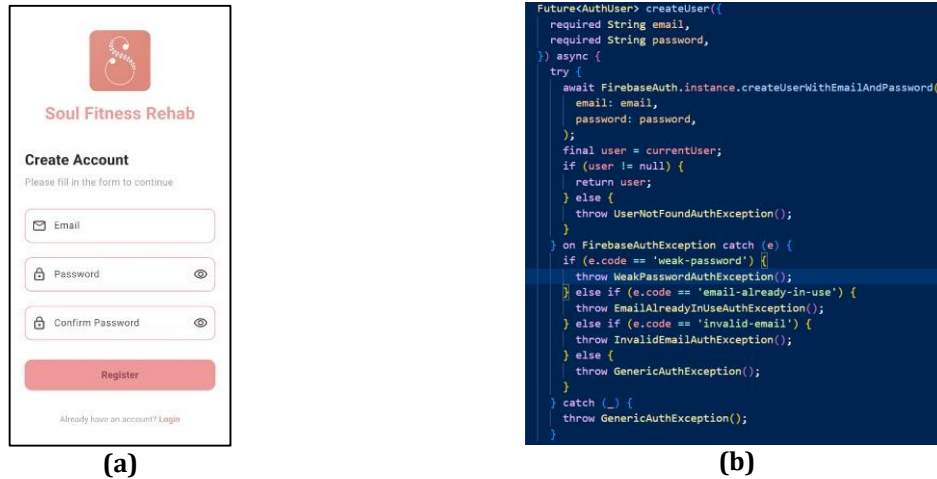 Soul Fitness Rehab
Create Account
Please fill in the form to continue
Email
Password
Confirm Password
Register
Already have an account? Login
(a)
Future<AuthUser> createUser({
  required String email,
  required String password,
}) async {
  try {
    await FirebaseAuth.instance.createUserWithEmailAndPassword(
      email: email,
      password: password,
    );
    final user = currentUser;
    if (user != null) {
      return user;
    } else {
      throw UserNotFoundAuthException();
    }
  } on FirebaseAuthException catch (e) {
    if (e.code == 'weak-password') {
      throw WeakPasswordAuthException();
    } else if (e.code == 'email-already-in-use') {
      throw EmailAlreadyInUseAuthException();
    } else if (e.code == 'invalid-email') {
      throw InvalidEmailAuthException();
    } else {
      throw GenericAuthException();
    }
  } catch (_) {
    throw GenericAuthException();
  }
(b)